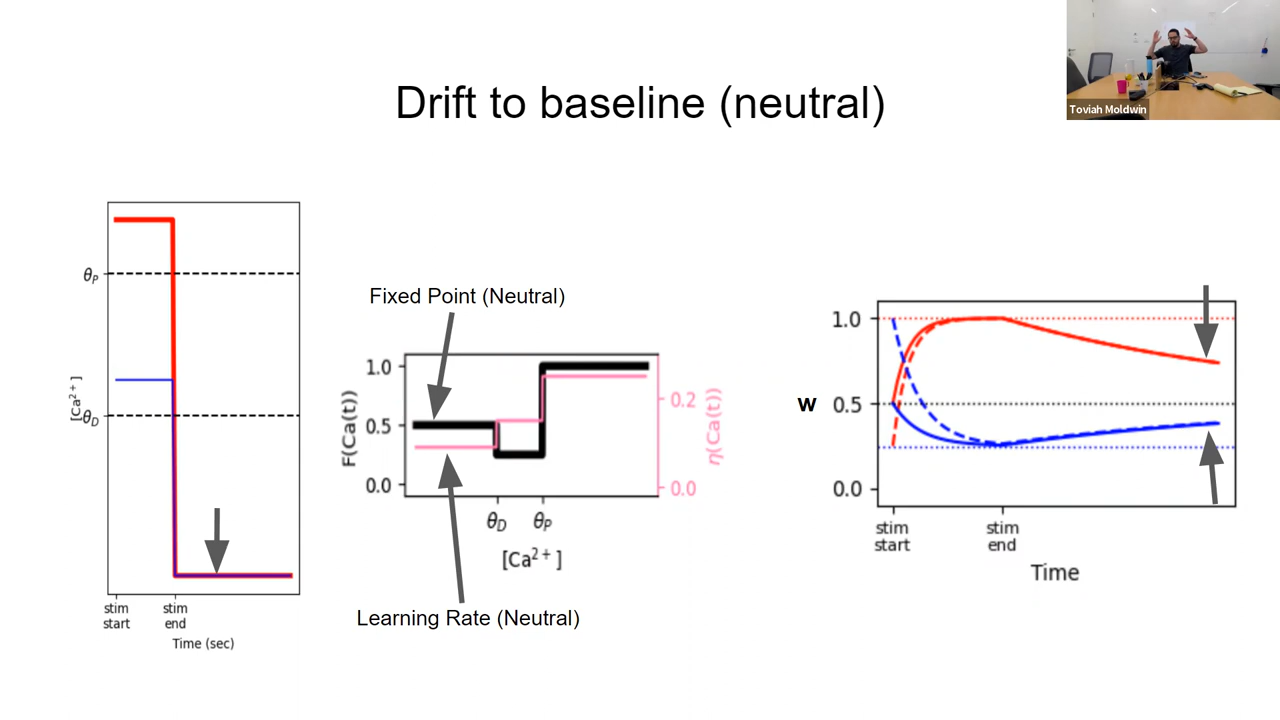 Toviah Moldwin
Drift to baseline (neutral)
θP
[Ca2+]
θD
stim start
stim end
Time (sec)
Fixed Point (Neutral)
1.0
0.5
0.0
F(Ca(t))
0.2
0.0
η(Ca(t))
θD
θP
[Ca2+]
Learning Rate (Neutral)
1.0
0.5
0.0
w
stim start
stim end
Time